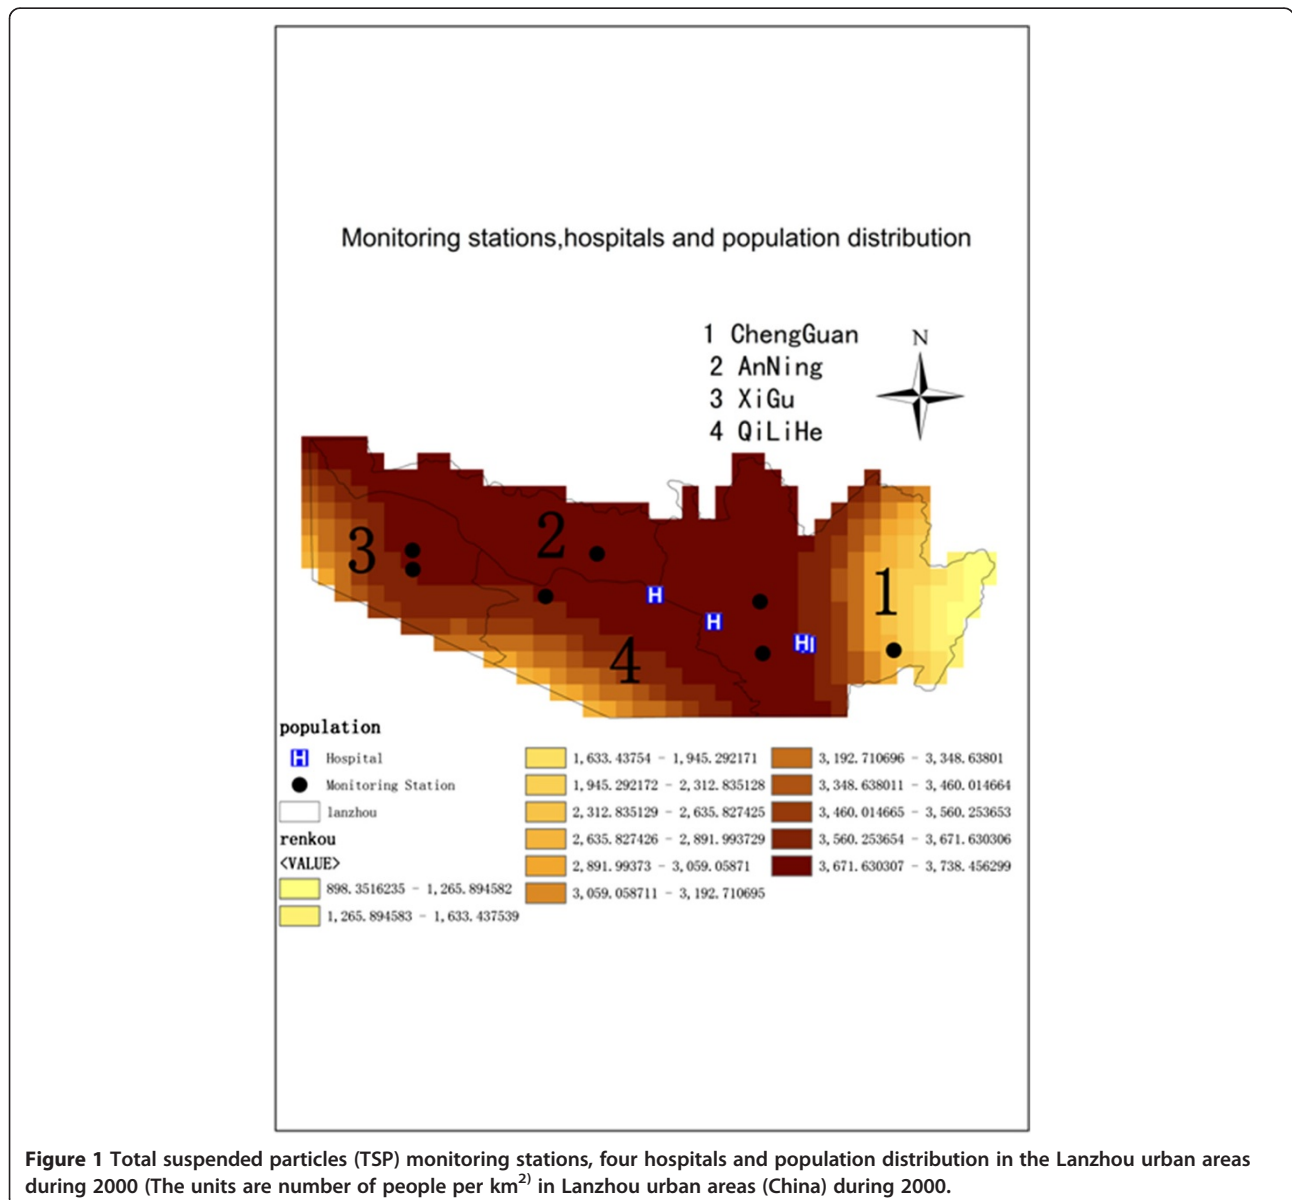 Monitoring stations,hospitals and population distribution
1 ChengGuan
2 AnNing
3 XiGu
4 QiLiHe
N
3
2
1
4
H
H
HI
population
H Hospital
Monitoring Station
lanzhou
renkou
<VALUE>
898.3516235 - 1,265.894582
1,265.894583 - 1,633.437539
1,633.43754 - 1,945.292171
1,945.292172 - 2,312.835128
2,312.835129 - 2,635.827425
2,635.827426 - 2,891.993729
2,891.99373 - 3,059.05871
3,059.058711 - 3,192.710695
3,192.710696 - 3,348.63801
3,348.638011 - 3,460.014664
3,460.014665 - 3,560.253653
3,560.253654 - 3,671.630306
3,671.630307 - 3,738.456299
Figure 1 Total suspended particles (TSP) monitoring stations, four hospitals and population distribution in the Lanzhou urban areas
during 2000 (The units are number of people per km2) in Lanzhou urban areas (China) during 2000.